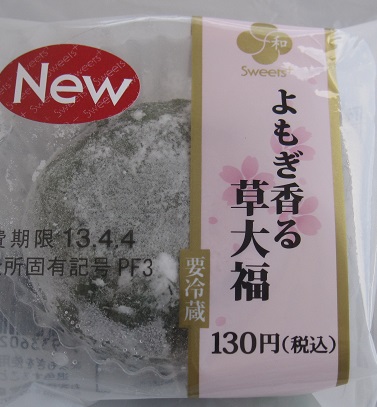 New
Sweets+
和
Sweets+
よもぎ香る
草大福
費期限 13.4.4
所固有記号 PF3
要冷蔵
130円(税込)